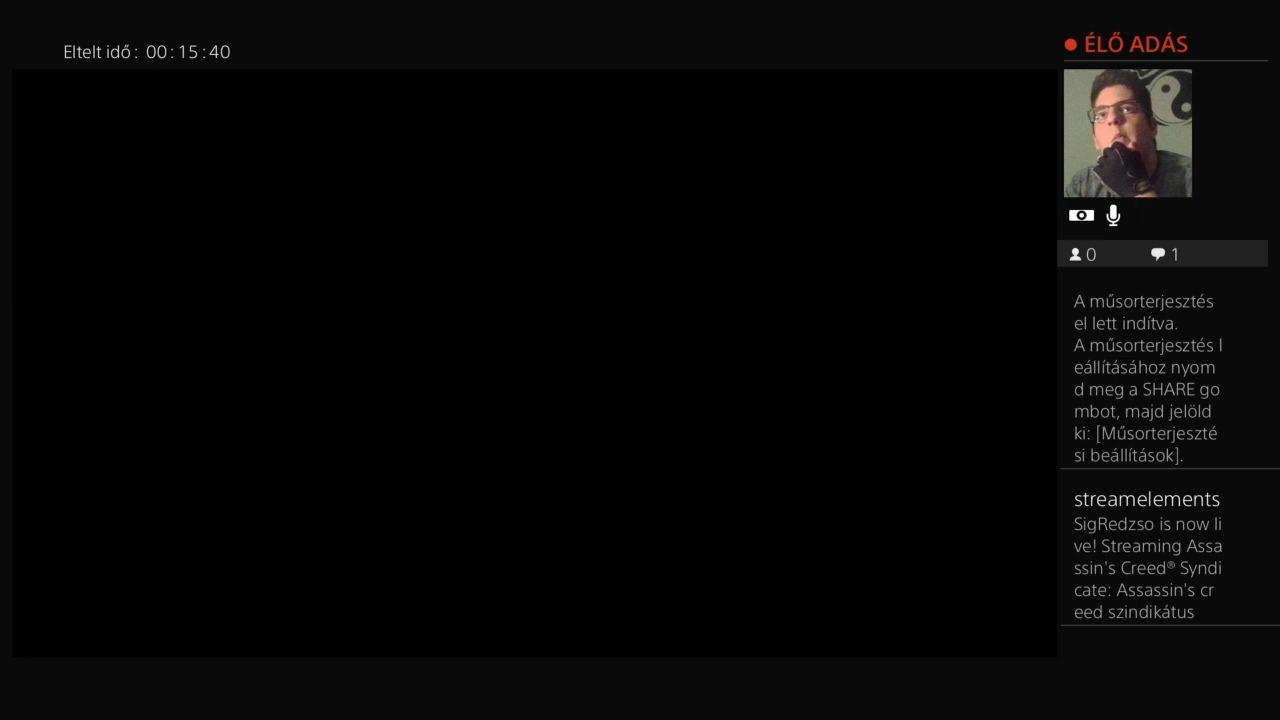 Eltelt idő : 00 : 15 : 40
ÉLŐ ADÁS
0
1
A műsorterjesztés
el lett indítva.
A műsorterjesztés l
eállításához nyom
d meg a SHARE go
mbot, majd jelöld
ki: [Műsorterjeszté
si beállítások].
streamelements
SigRedzso is now li
ve! Streaming Assa
ssin's Creed® Syndi
cate: Assassin's cr
eed szindikátus